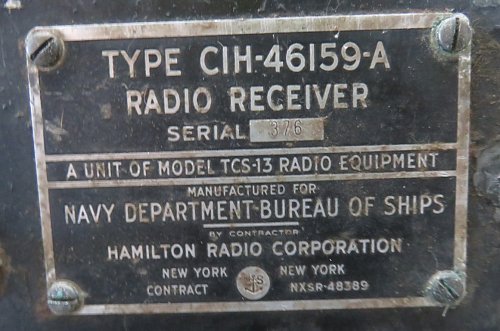 TYPE CIH-46159-A
RADIO RECEIVER
SERIAL 376
A UNIT OF MODEL TCS-13 RADIO EQUIPMENT
MANUFACTURED FOR
NAVY DEPARTMENT-BUREAU OF SHIPS
BY CONTRACTOR
HAMILTON RADIO CORPORATION
NEW YORK NEW YORK
CONTRACT NXSR-48389